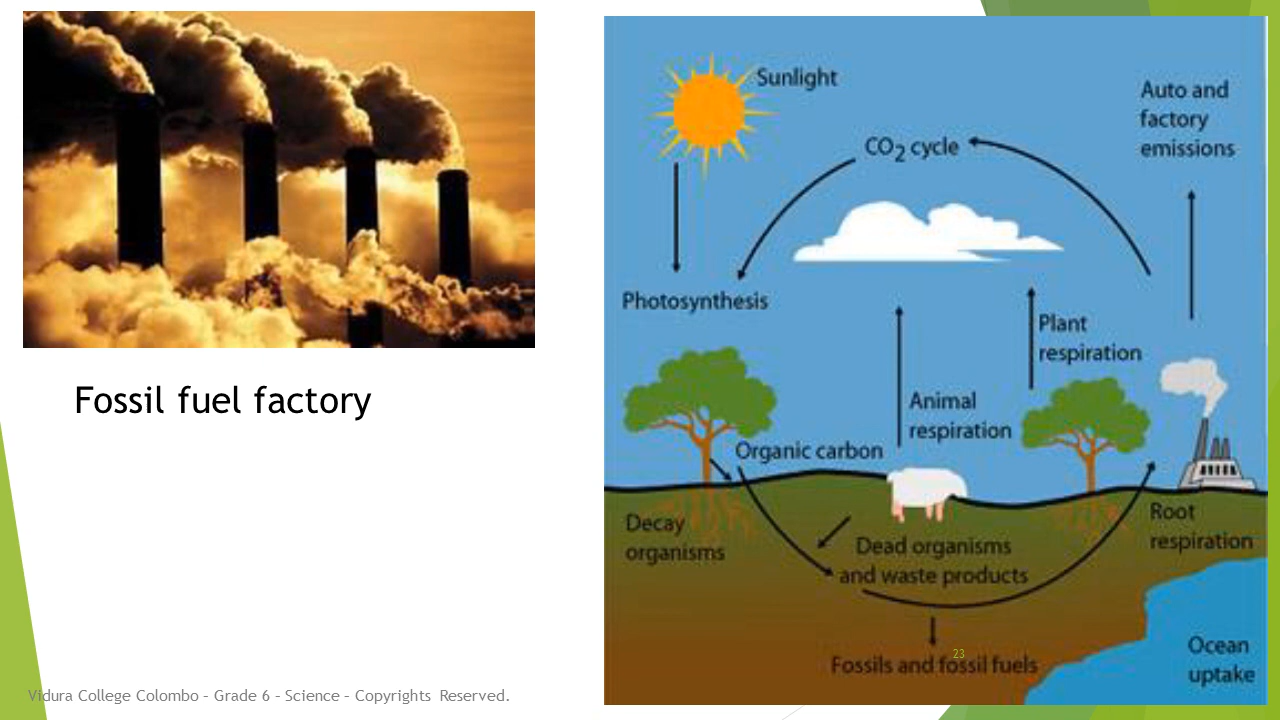 Fossil fuel factory
Sunlight
CO2 cycle
Auto and
factory
emissions
Photosynthesis
Plant
respiration
Animal
respiration
Organic carbon
Decay
organisms
Dead organisms
and waste products
Root
respiration
Fossils and fossil fuels
Ocean
uptake
23
Vidura College Colombo - Grade 6 - Science - Copyrights Reserved.